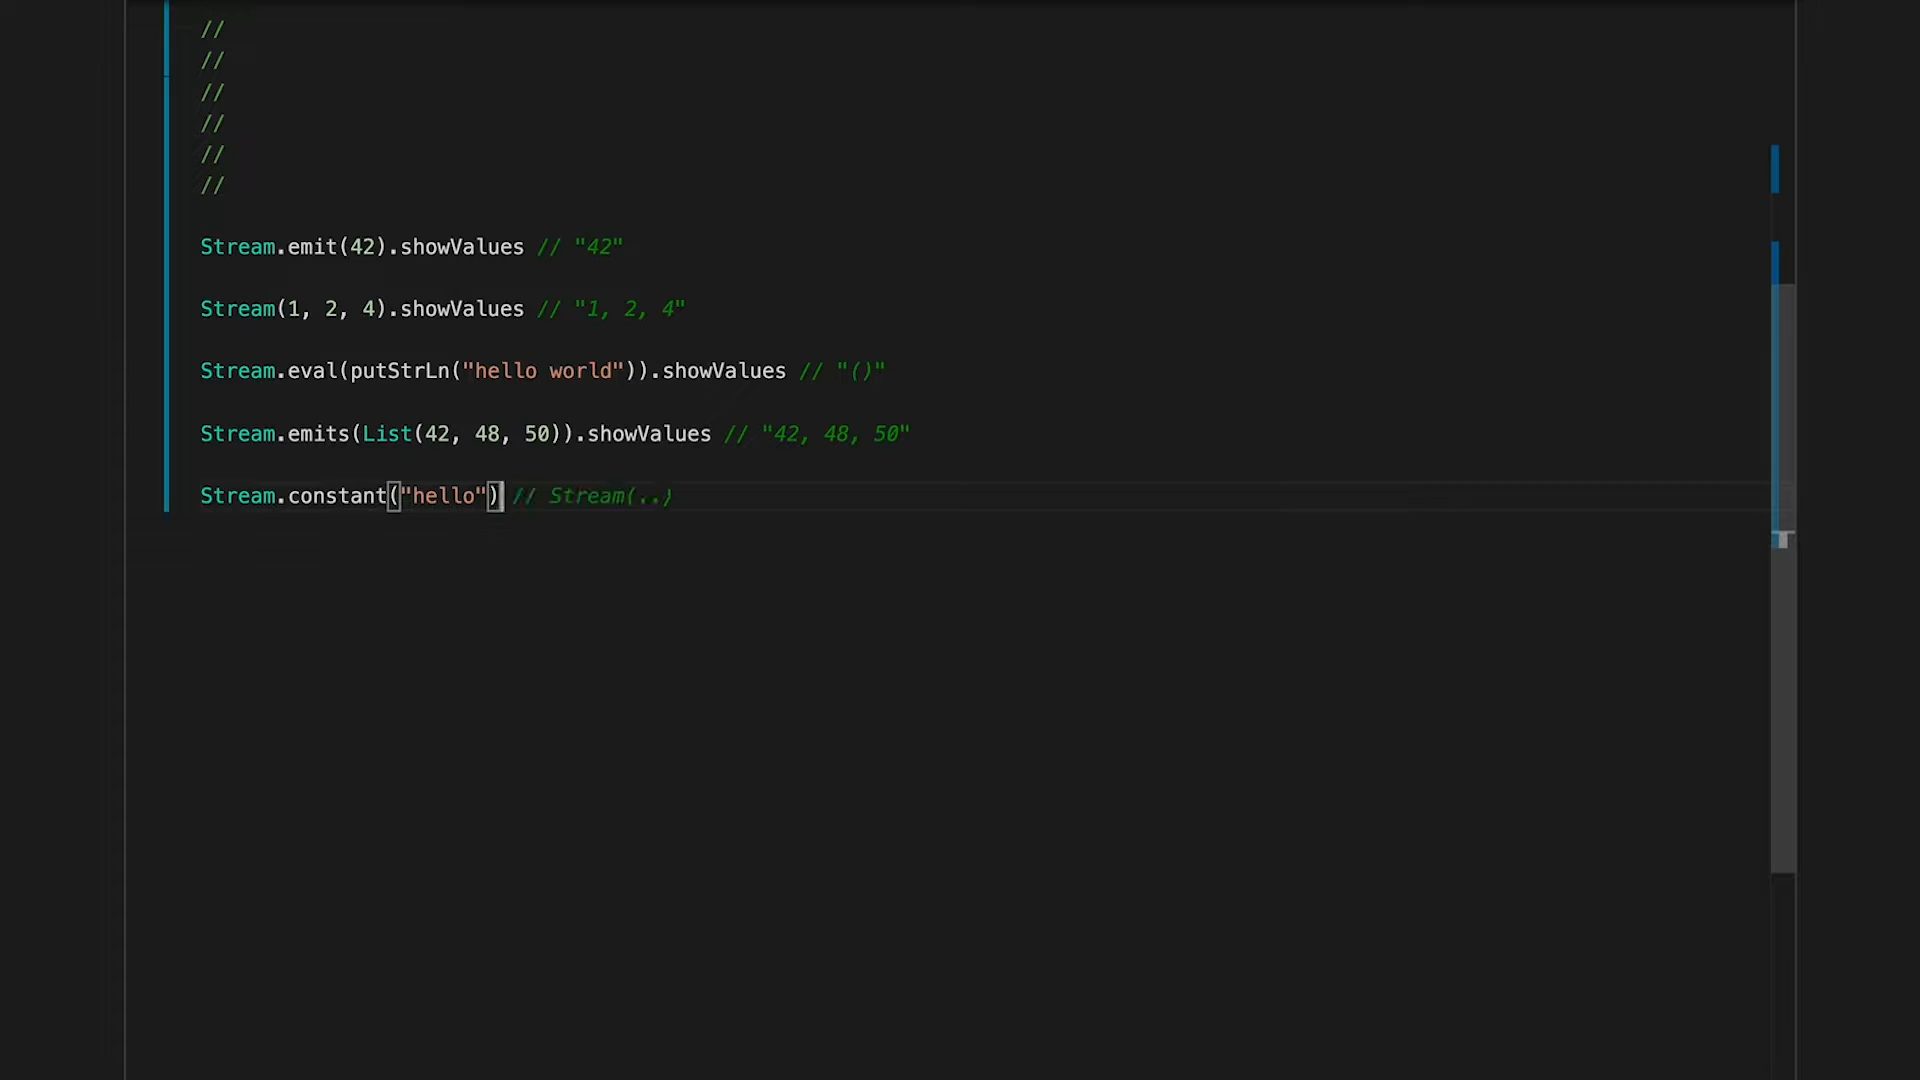 //
//
//
//
//
//
Stream.emit(42).showValues // "42"
Stream(1, 2, 4).showValues // "1, 2, 4"
Stream.eval(putStrLn("hello world")).showValues // "()"
Stream.emits(List(42, 48, 50)).showValues // "42, 48, 50"
Stream.constant("hello") // Stream(..)